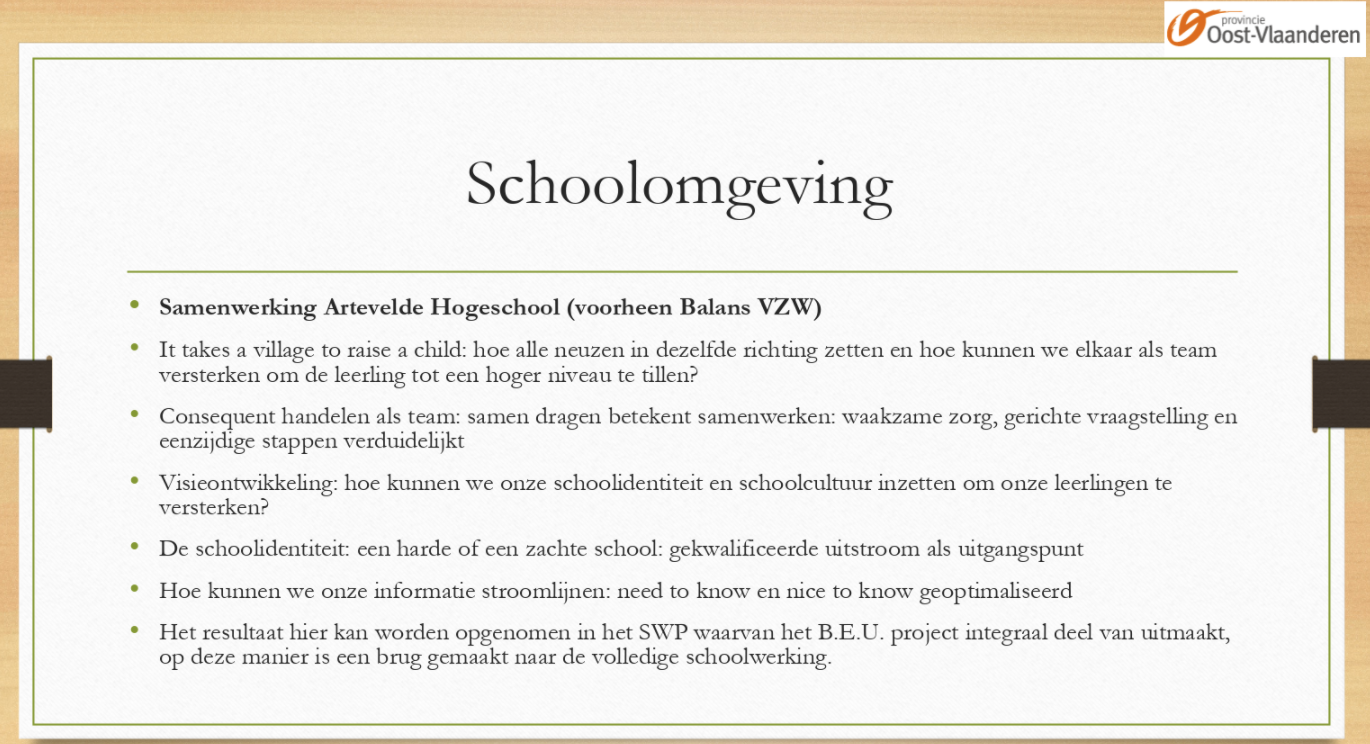 provincie
Oost-Vlaanderen
Schoolomgeving
• Samenwerking Artevelde Hogeschool (voorheen Balans VZW)
• It takes a village to raise a child: hoe alle neuzen in dezelfde richting zetten en hoe kunnen we elkaar als team
versterken om de leerling tot een hoger niveau te tillen?
• Consequent handelen als team: samen dragen betekent samenwerken: waakzame zorg, gerichte vraagstelling en
eenzijdige stappen verduidelijkt
• Visieontwikkeling: hoe kunnen we onze schoolidentiteit en schoolcultuur inzetten om onze leerlingen te
versterken?
• De schoolidentiteit: een harde of een zachte school: gekwalificeerde uitstroom als uitgangspunt
• Hoe kunnen we onze informatie stroomlijnen: need to know en nice to know geoptimaliseerd
• Het resultaat hier kan worden opgenomen in het SWP waarvan het B.E.U. project integraal deel van uitmaakt,
op deze manier is een brug gemaakt naar de volledige schoolwerking.